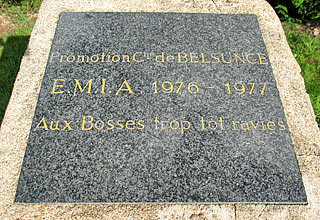 Promotion Cne de BELSUNCE
E.M.I.A 1976 - 1977
Aux Bosses trop tôt ravies